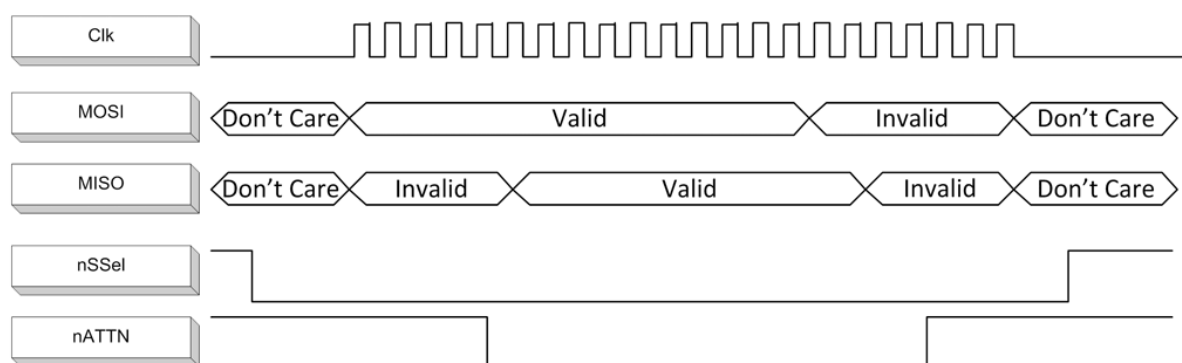 Clk
MOSI
Don't Care Valid Invalid Don't Care
MISO
Don't Care Invalid Valid Invalid Don't Care
nSSel
nATTN